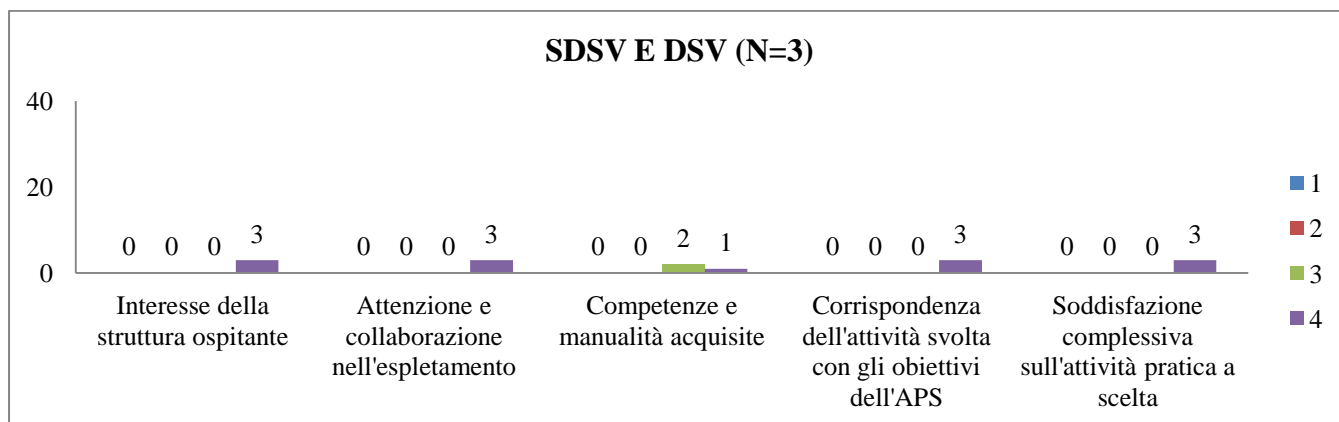 SDSV E DSV (N=3)
40
20
0
0 0 0 3 0 0 0 3 0 0 2 1 0 0 0 3 0 0 0 3
Interesse della
struttura ospitante
Attenzione e
collaborazione
nell'espletamento
Competenze e
manualità acquisite
Corrispondenza
dell'attività svolta
con gli obiettivi
dell'APS
Soddisfazione
complessiva
sull'attività pratica a
scelta
1
2
3
4